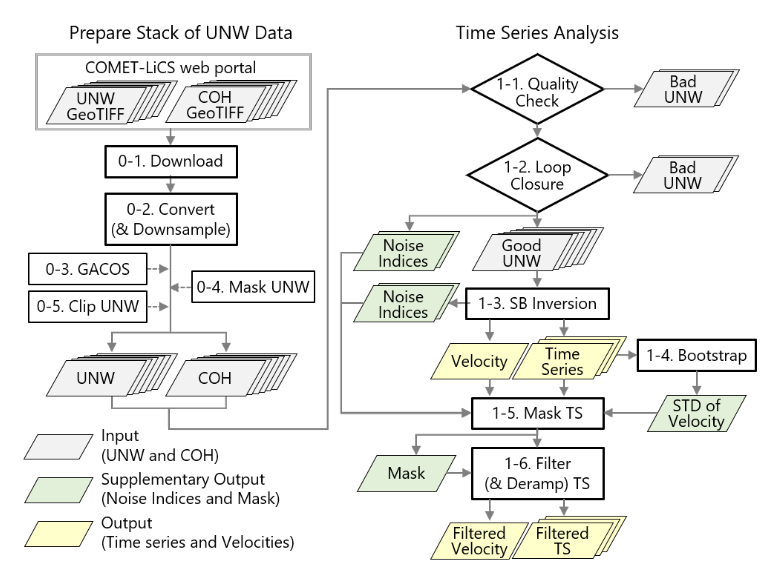 Prepare Stack of UNW Data
COMET-LiCS web portal
UNW
GeoTIFF
COH
GeoTIFF
0-1. Download
0-2. Convert
(& Downsample)
0-3. GACOS
0-4. Mask UNW
0-5. Clip UNW
UNW
COH
Input
(UNW and COH)
Supplementary Output
(Noise Indices and Mask)
Output
(Time series and Velocities)
Time Series Analysis
1-1. Quality
Check
Bad
UNW
1-2. Loop
Closure
Bad
UNW
Noise
Indices
Good
UNW
Noise
Indices
1-3. SB Inversion
Velocity
Time
Series
1-4. Bootstrap
1-5. Mask TS
STD of
Velocity
Mask
1-6. Filter
(& Deramp) TS
Filtered
Velocity
Filtered
TS